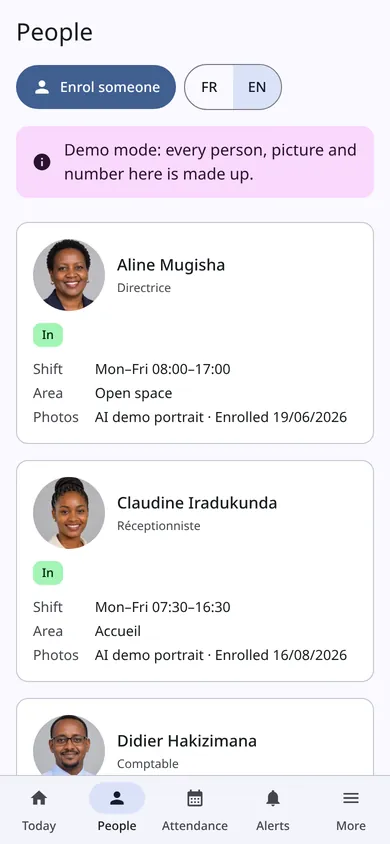 People
Enrol someone
FR
EN
Demo mode: every person, picture and
number here is made up.
Aline Mugisha
Directrice
In
Shift Mon–Fri 08:00–17:00
Area Open space
Photos AI demo portrait · Enrolled 19/06/2026
Claudine Iradukunda
Réceptionniste
In
Shift Mon–Fri 07:30–16:30
Area Accueil
Photos AI demo portrait · Enrolled 16/08/2026
Didier Hakizimana
Comptable
Today
People
Attendance
Alerts
More